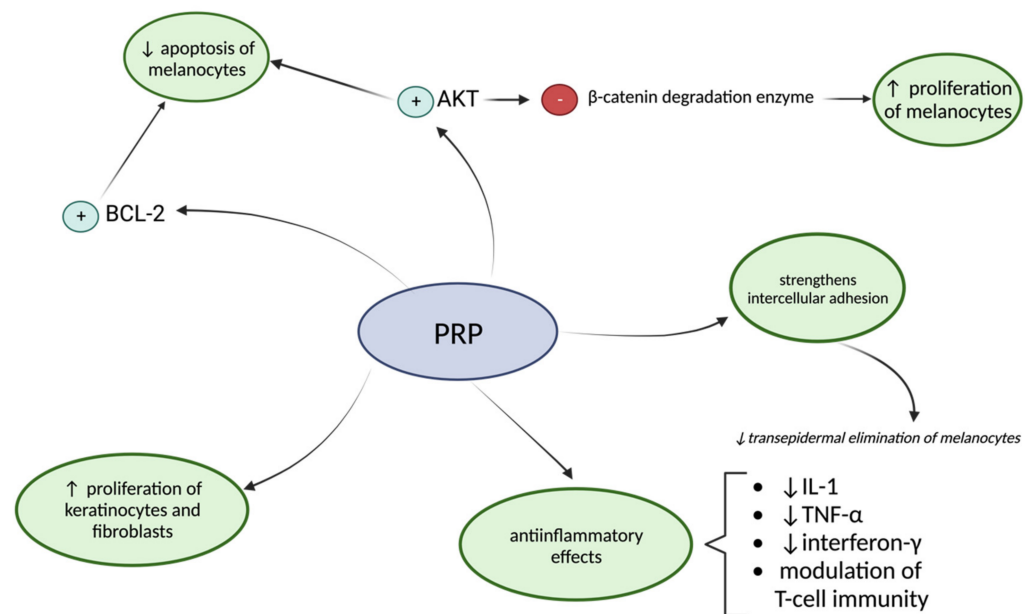 ↓ apoptosis of
melanocytes
+ AKT
-
β-catenin degradation enzyme
↑ proliferation
of melanocytes
+ BCL-2
strengthens
intercellular adhesion
PRP
↓ transepidermal elimination of melanocytes
↑ proliferation of
keratinocytes and
fibroblasts
antiinflammatory
effects
• ↓IL-1
• ↓TNF-α
• ↓interferon-γ
• modulation of
T-cell immunity